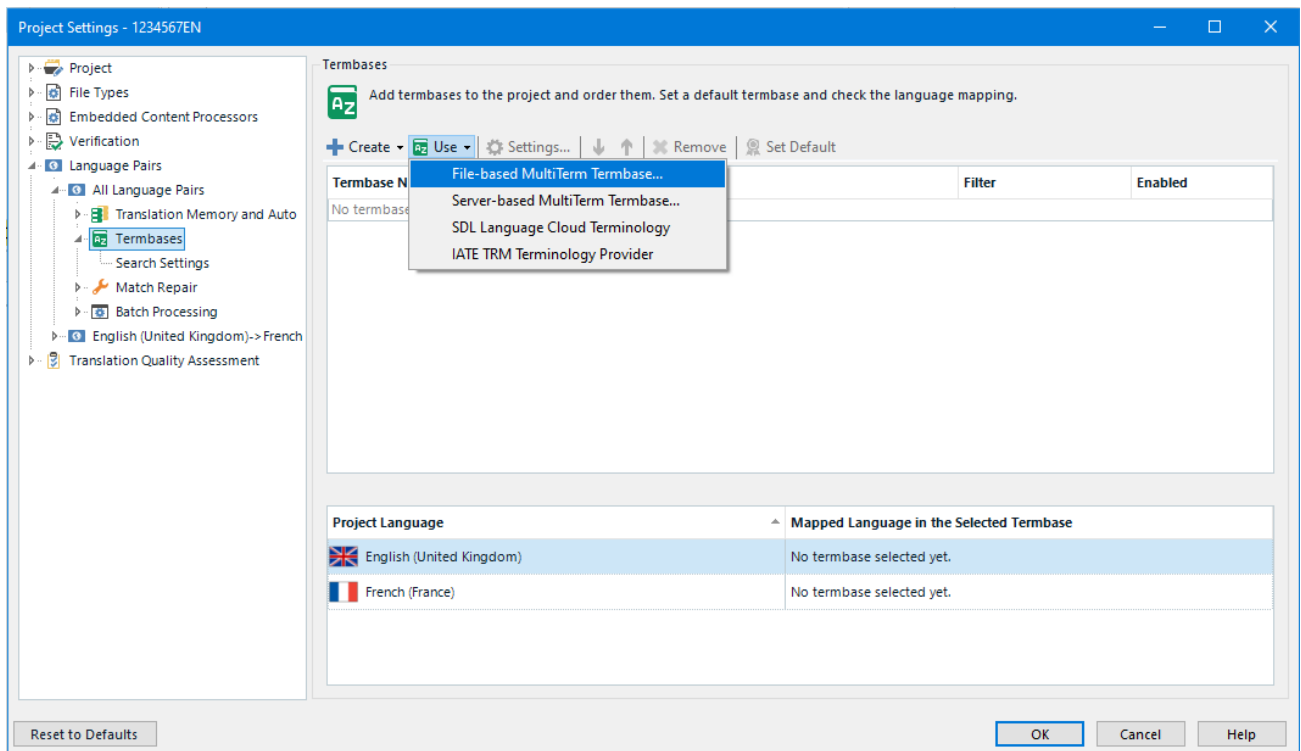 Project Settings - 1234567EN
Project
File Types
Embedded Content Processors
Verification
Language Pairs
All Language Pairs
Translation Memory and Auto
Termbases
Search Settings
Match Repair
Batch Processing
English (United Kingdom)->French
Translation Quality Assessment
Termbases
AZ
Add termbases to the project and order them. Set a default termbase and check the language mapping.
Create Use Settings... Remove Set Default
File-based MultiTerm Termbase...
Server-based MultiTerm Termbase...
SDL Language Cloud Terminology
IATE TRM Terminology Provider
Termbase N Filter Enabled
No termbase
Project Language Mapped Language in the Selected Termbase
English (United Kingdom) No termbase selected yet.
French (France) No termbase selected yet.
Reset to Defaults OK Cancel Help